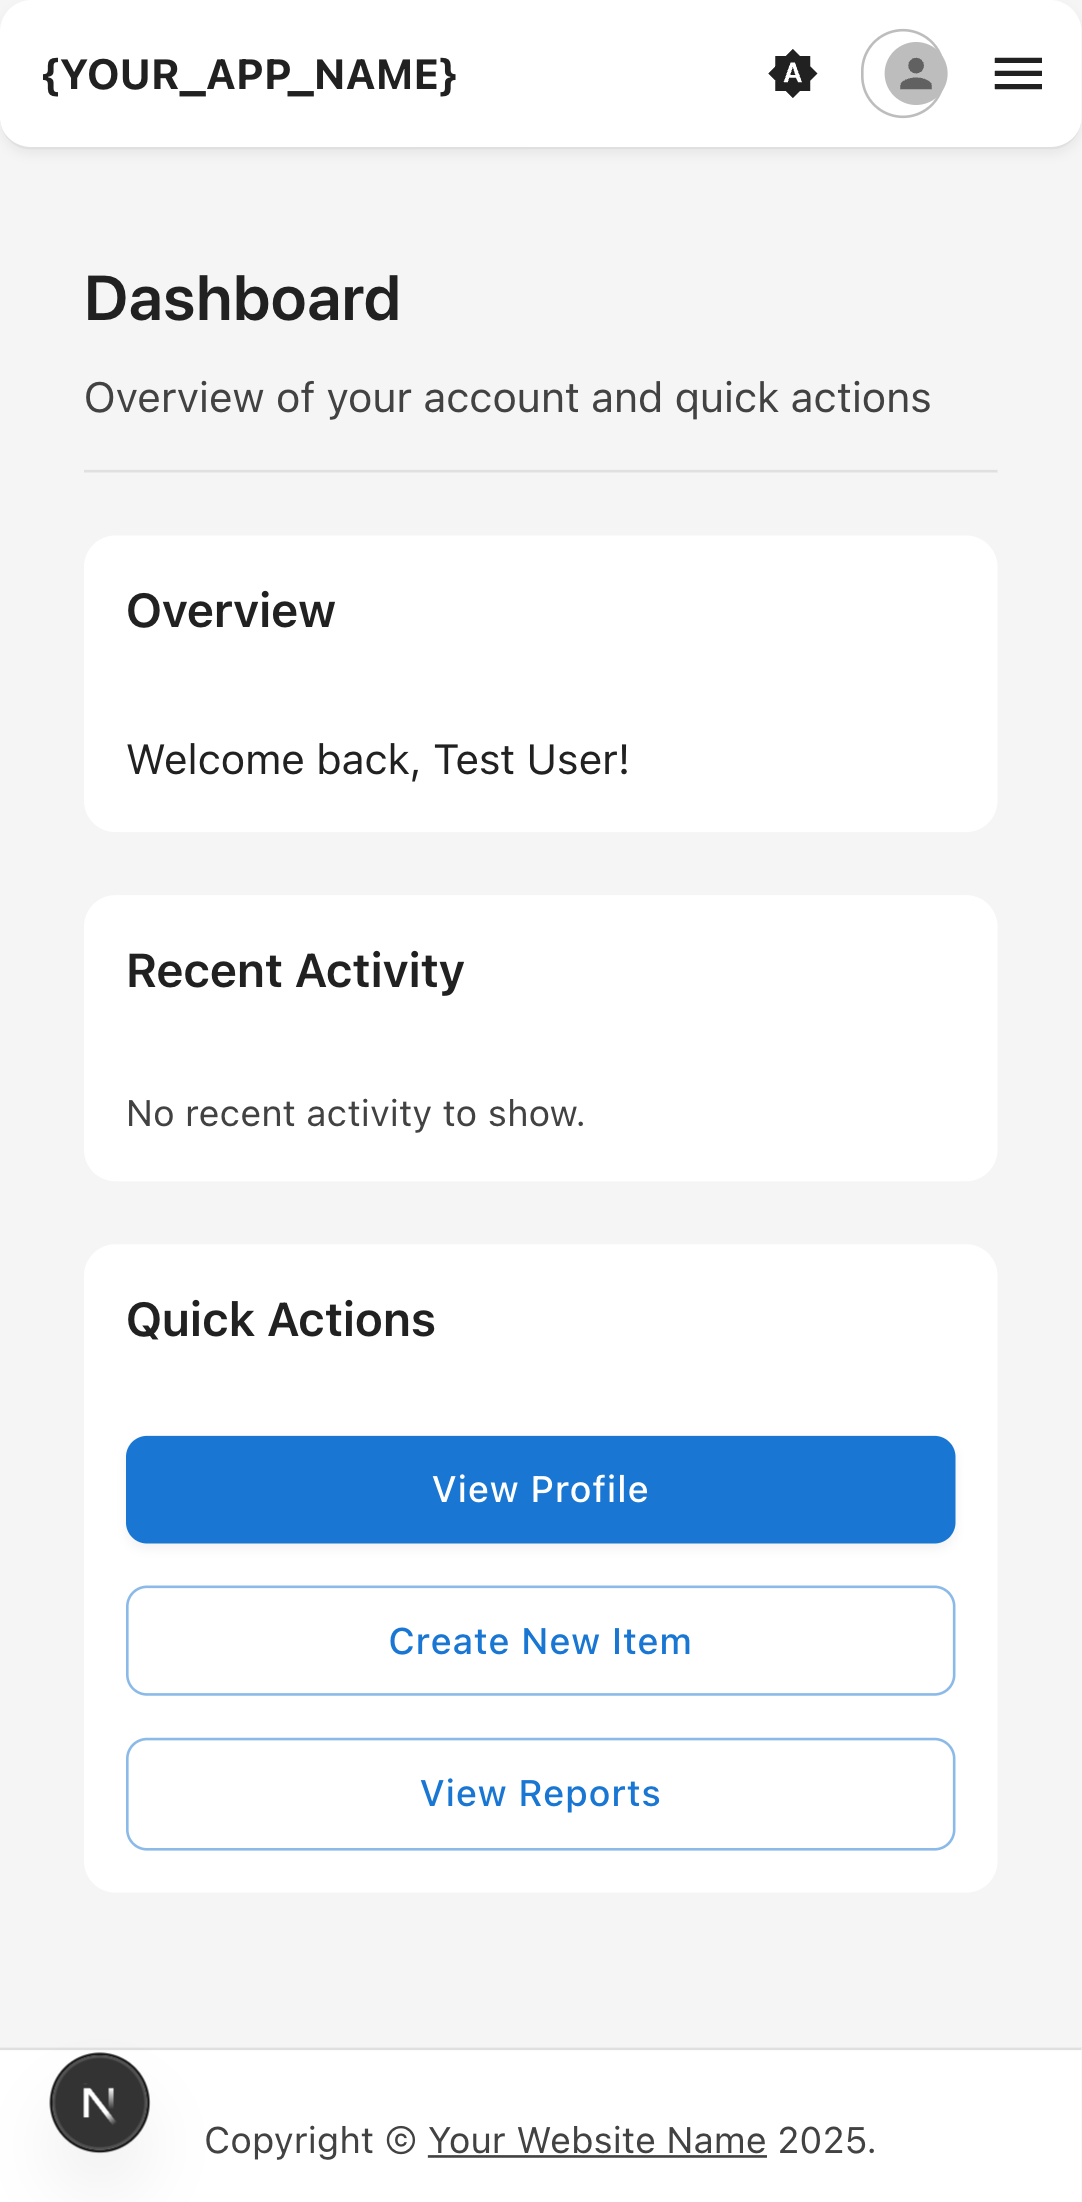 {YOUR_APP_NAME}
A
Dashboard
Overview of your account and quick actions
Overview
Welcome back, Test User!
Recent Activity
No recent activity to show.
Quick Actions
View Profile
Create New Item
View Reports
N
Copyright © Your Website Name 2025.